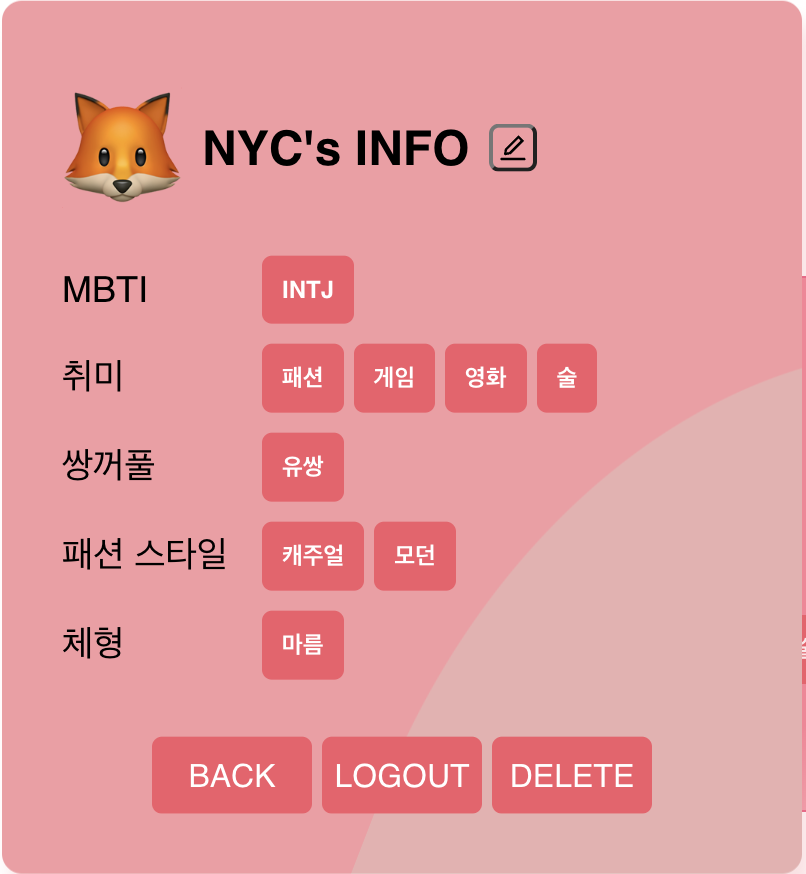 NYC's INFO
MBTI INTJ
취미 패션 게임 영화 술
쌍꺼풀 유쌍
패션 스타일 캐주얼 모던
체형 마름
BACK LOGOUT DELETE